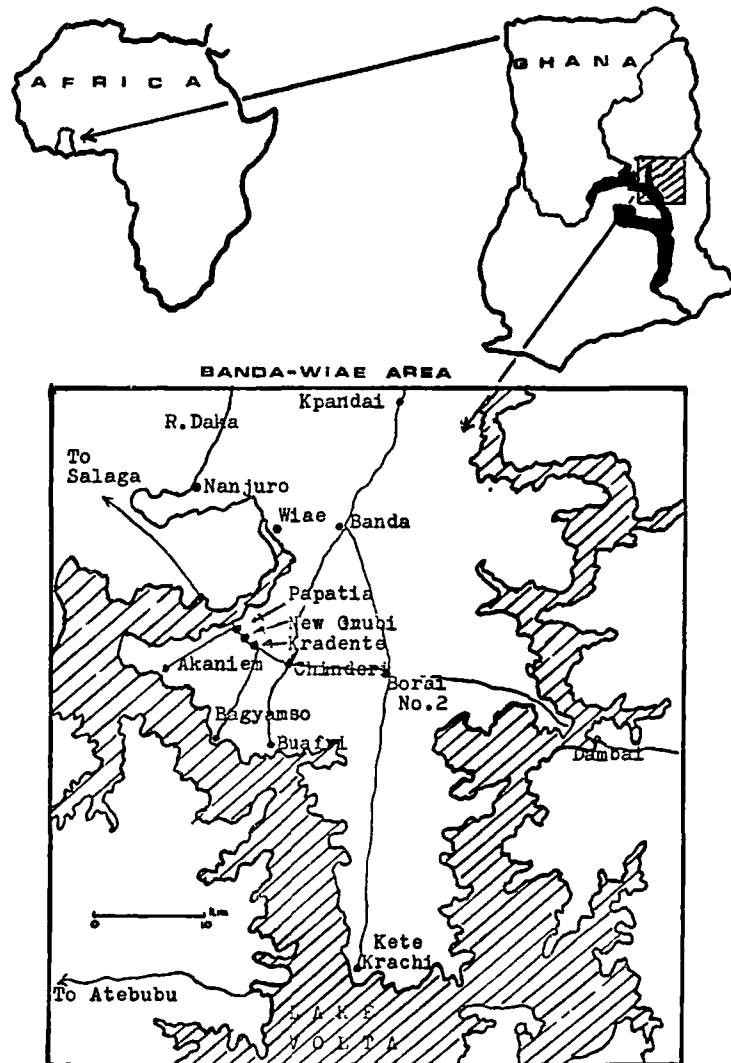 AFRICA
GHANA
BANDA-WIAE AREA
Kpandai
R.Daka
To
Salaga
Nanjuro
Wiae
Banda
Papatia
New Gnubi
Kradente
Akaniem
Chinderi
Borai
No.2
Bagyamso
Buafri
Dambai
0 10 km
Kete
Krachi
To Atebubu
LAKE
VOLTA